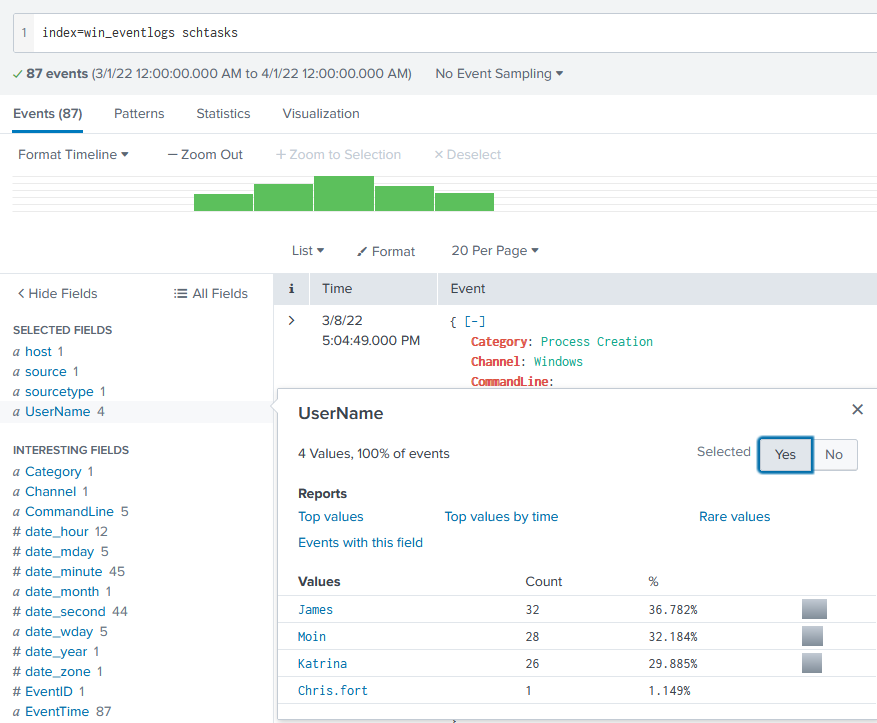 1 index=win_eventlogs schtasks
✓ 87 events (3/1/22 12:00:00.000 AM to 4/1/22 12:00:00.000 AM) No Event Sampling
Events (87) Patterns Statistics Visualization
Format Timeline — Zoom Out + Zoom to Selection × Deselect
List Format 20 Per Page
< Hide Fields All Fields
i Time Event
SELECTED FIELDS
a host 1
a source 1
a sourcetype 1
a UserName 4
INTERESTING FIELDS
a Category 1
a Channel 1
a CommandLine 5
# date_hour 12
# date_mday 5
# date_minute 45
a date_month 1
# date_second 44
a date_wday 5
# date_year 1
# date_zone 1
# EventID 1
a EventTime 87
> 3/8/22
5:04:49.000 PM
{ [-]
Category: Process Creation
Channel: Windows
CommandLine:
UserName ×
4 Values, 100% of events Selected Yes No
Reports
Top values Top values by time Rare values
Events with this field
Values Count %
James 32 36.782%
Moin 28 32.184%
Katrina 26 29.885%
Chris.fort 1 1.149%
}